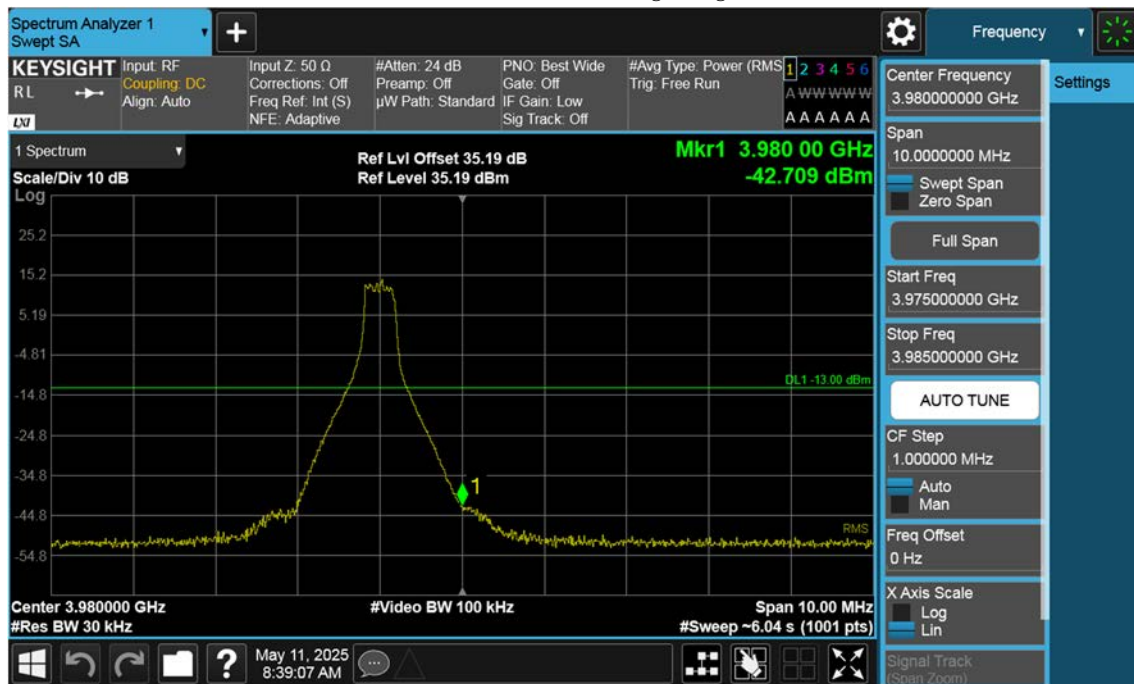 Spectrum Analyzer 1
Swept SA
Frequency
KEYSIGHT
RL
LXI
Input: RF
Coupling: DC
Align: Auto
Input Z: 50 Ω
Corrections: Off
Freq Ref: Int (S)
NFE: Adaptive
#Atten: 24 dB
Preamp: Off
µW Path: Standard
PNO: Best Wide
Gate: Off
IF Gain: Low
Sig Track: Off
#Avg Type: Power (RMS
Trig: Free Run
1 2 3 4 5 6
A W W W W W
A A A A A A
Center Frequency
3.980000000 GHz
Settings
Span
10.0000000 MHz
Swept Span
Zero Span
Full Span
Start Freq
3.975000000 GHz
Stop Freq
3.985000000 GHz
AUTO TUNE
CF Step
1.000000 MHz
Auto
Man
Freq Offset
0 Hz
X Axis Scale
Log
Lin
Signal Track
(Span Zoom)
1 Spectrum
Scale/Div 10 dB
Ref Lvl Offset 35.19 dB
Ref Level 35.19 dBm
Mkr1 3.980 00 GHz
-42.709 dBm
Log
25.2
15.2
5.19
-4.81
DL1 -13.00 dBm
-14.8
-24.8
-34.8
1
-44.8
RMS
-54.8
Center 3.980000 GHz
#Video BW 100 kHz
Span 10.00 MHz
#Res BW 30 kHz
#Sweep ~6.04 s (1001 pts)
?
May 11, 2025
8:39:07 AM